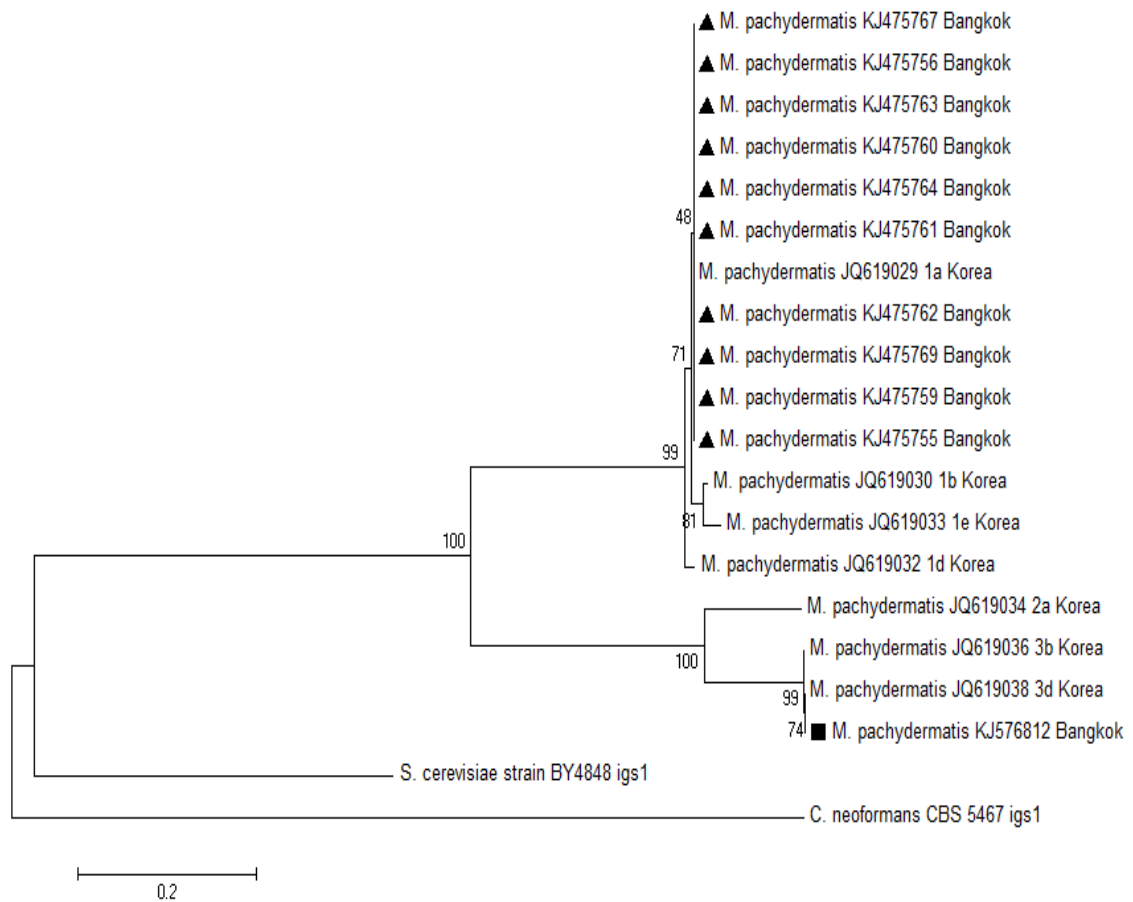 M. pachydermatis KJ475767 Bangkok
M. pachydermatis KJ475756 Bangkok
M. pachydermatis KJ475763 Bangkok
M. pachydermatis KJ475760 Bangkok
M. pachydermatis KJ475764 Bangkok
48
M. pachydermatis KJ475761 Bangkok
M. pachydermatis JQ619029 1a Korea
M. pachydermatis KJ475762 Bangkok
71
M. pachydermatis KJ475769 Bangkok
M. pachydermatis KJ475759 Bangkok
M. pachydermatis KJ475755 Bangkok
99
M. pachydermatis JQ619030 1b Korea
81
M. pachydermatis JQ619033 1e Korea
100
M. pachydermatis JQ619032 1d Korea
M. pachydermatis JQ619034 2a Korea
M. pachydermatis JQ619036 3b Korea
100
M. pachydermatis JQ619038 3d Korea
99
74
M. pachydermatis KJ576812 Bangkok
S. cerevisiae strain BY4848 igs1
C. neoformans CBS 5467 igs1
0.2